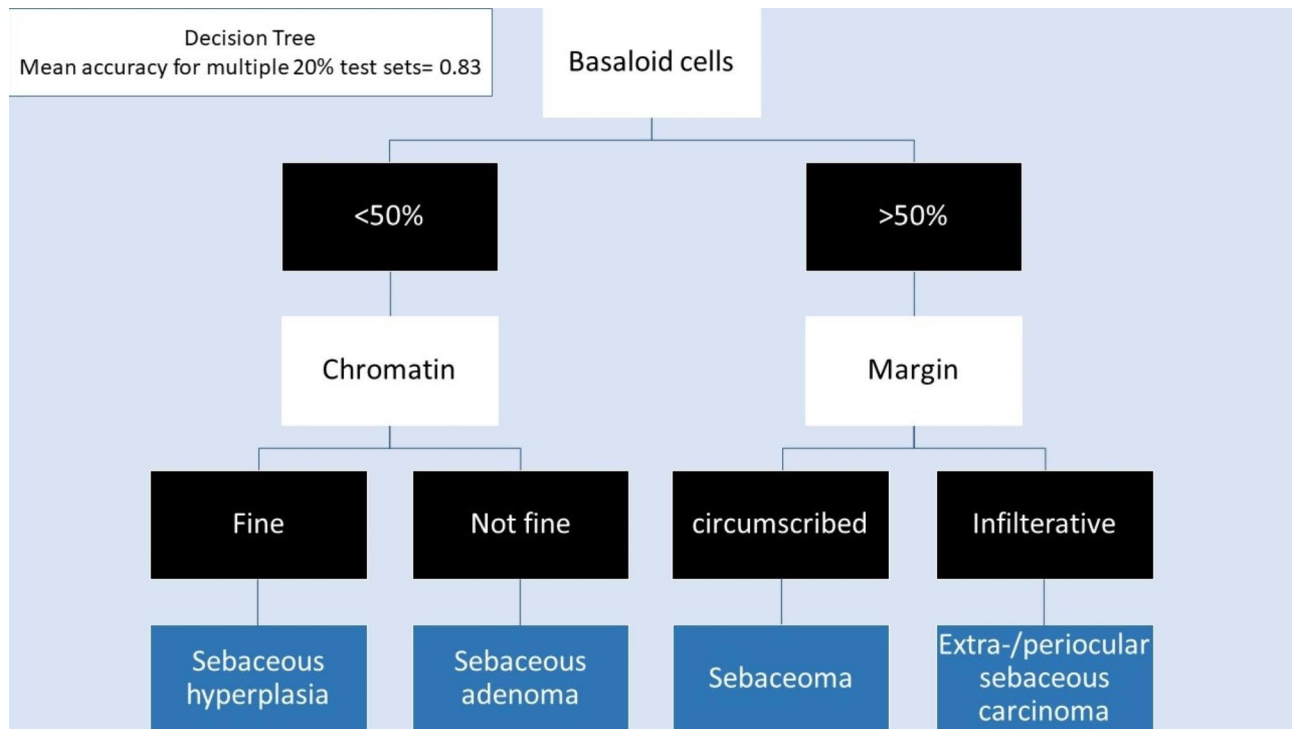 Decision Tree
Mean accuracy for multiple 20% test sets= 0.83
Basaloid cells
<50%
>50%
Chromatin
Margin
Fine
Not fine
circumscribed
Infilterative
Sebaceous
hyperplasia
Sebaceous
adenoma
Sebaceoma
Extra-/periocular
sebaceous
carcinoma